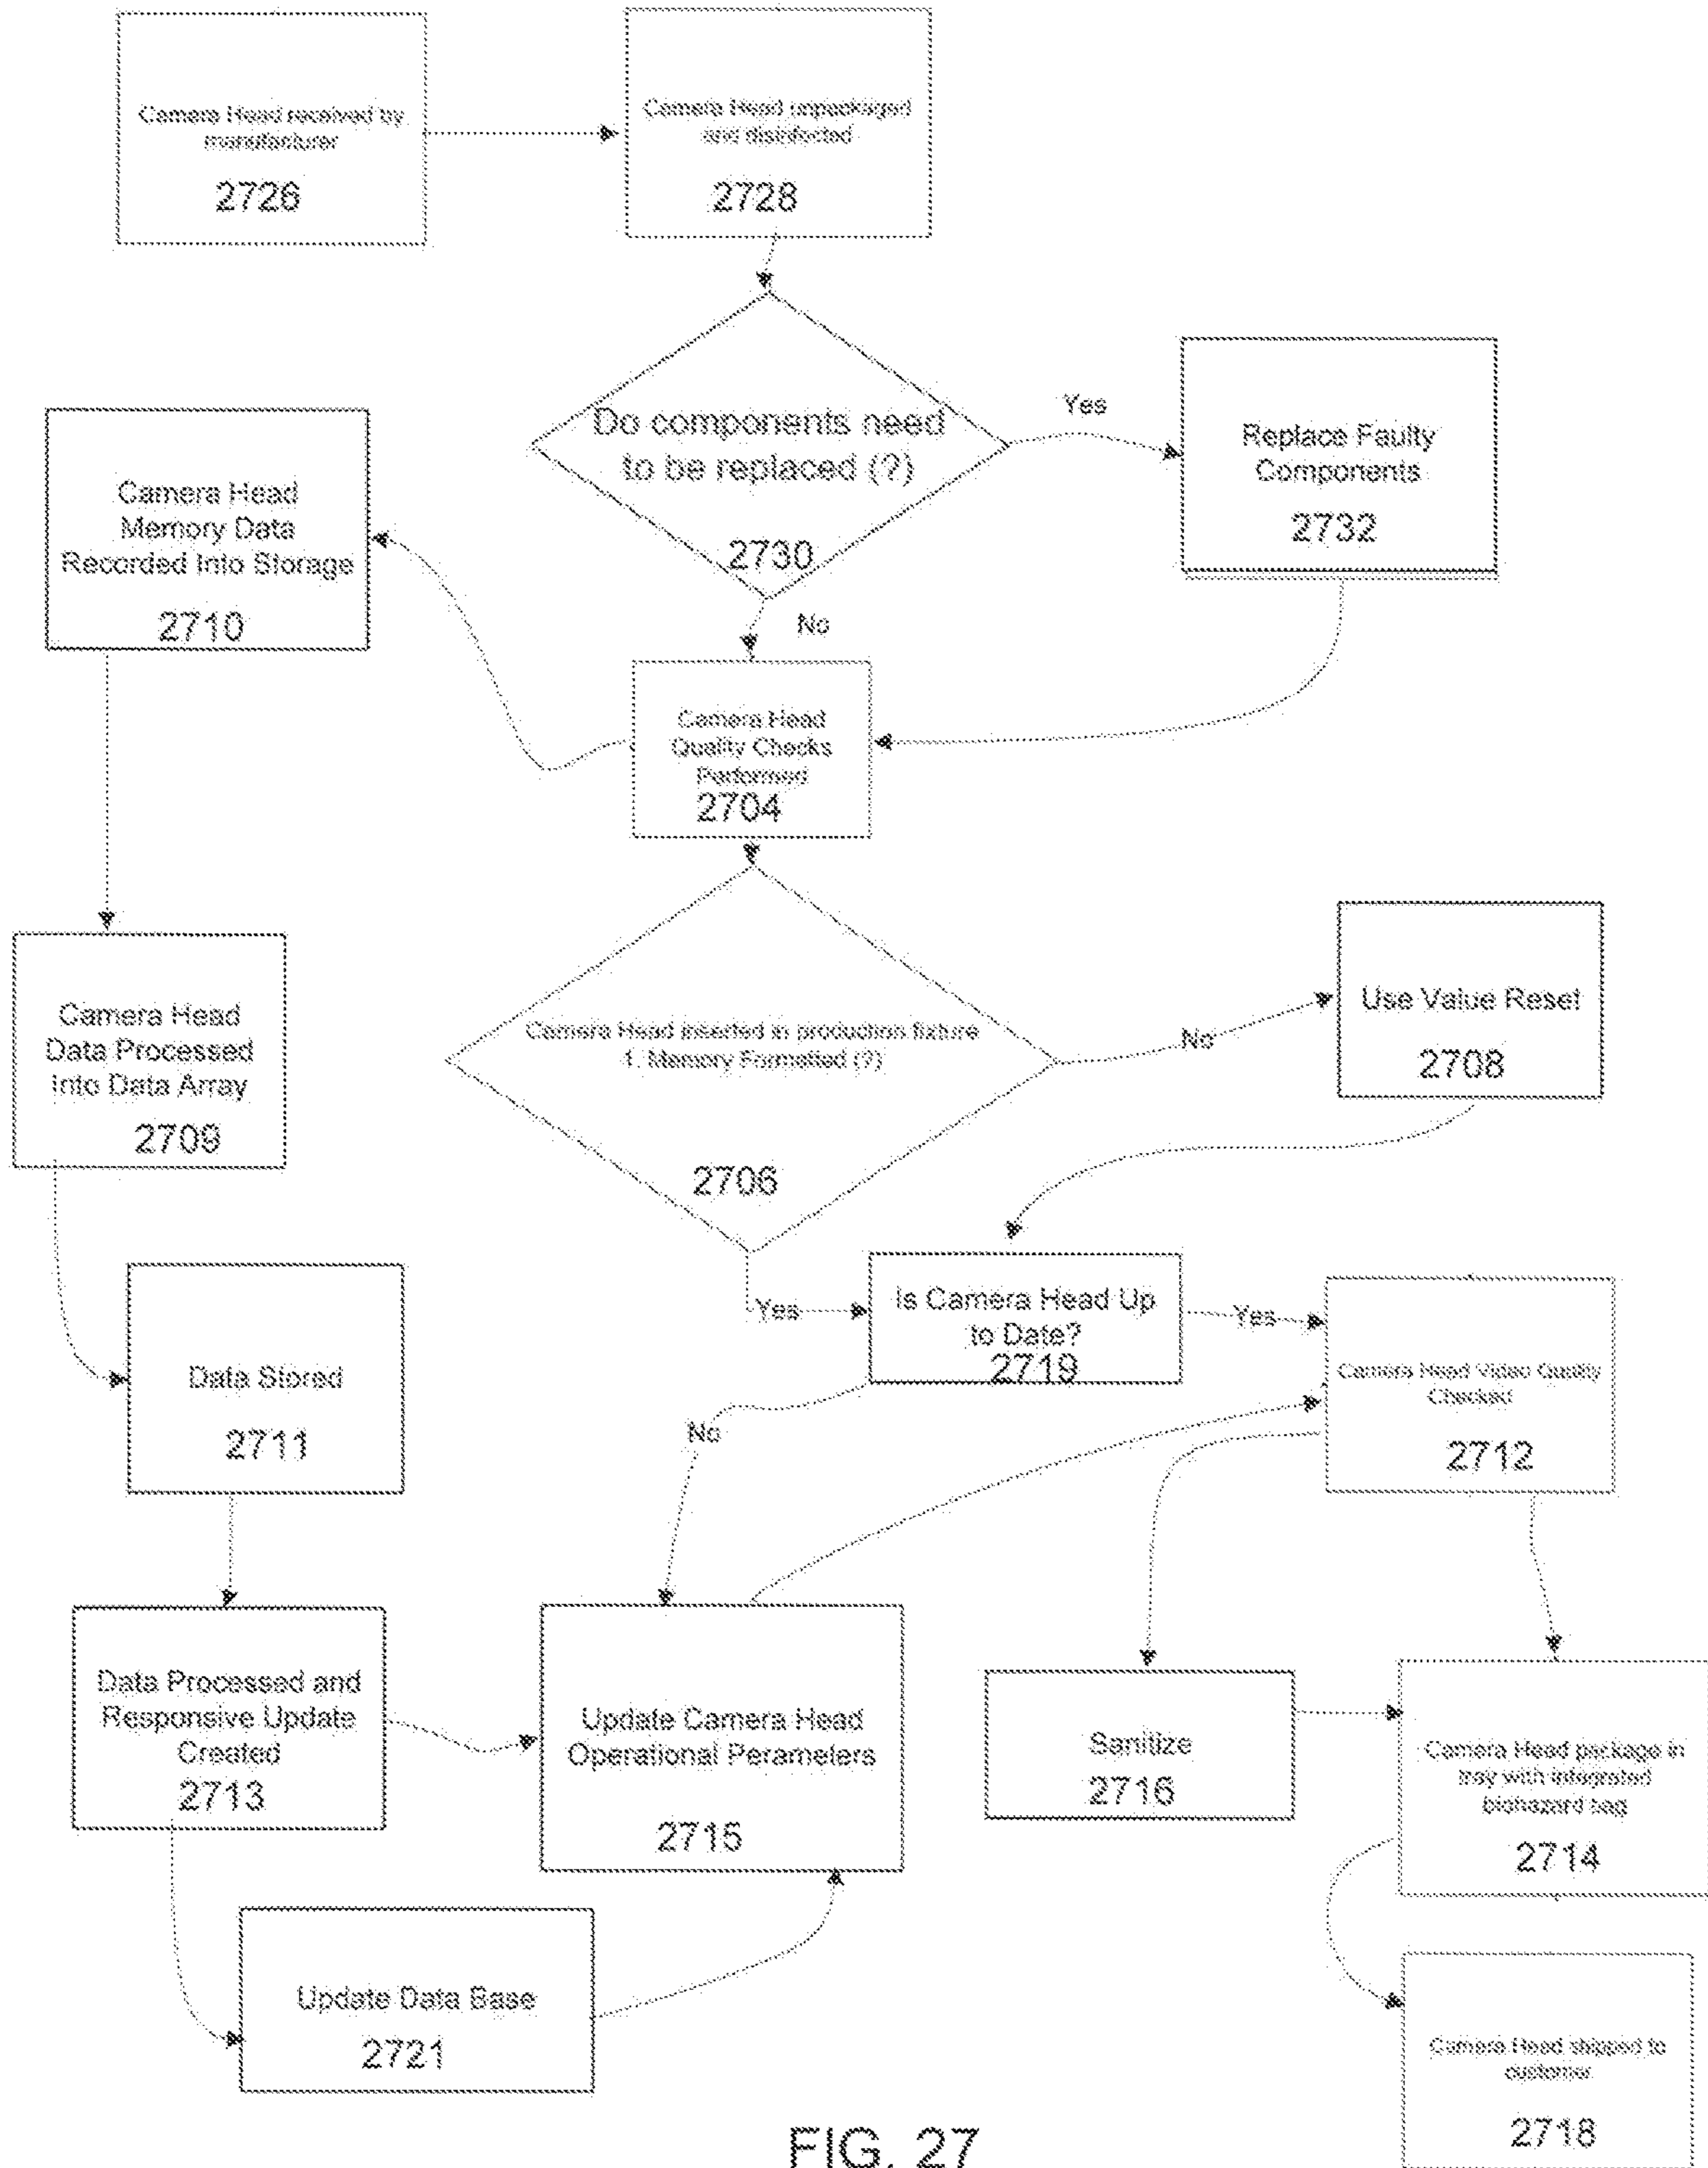 Camera Head received by
manufacturer
2726
Camera Head unpackaged
and disinfected
2728
Do components need
to be replaced (?)
2730
Yes
Replace Faulty
Components
2732
No
Camera Head
Memory Data
Recorded Into Storage
2710
Camera Head
Quality Checks
Performed
2704
Camera Head inserted in production fixture
1. Memory Formatted (?)
2706
No
Use Value Reset
2708
Camera Head
Data Processed
Into Data Array
2709
Yes
Is Camera Head Up
to Date?
2719
Yes
Camera Head Video Quality
Checked
2712
Data Stored
2711
No
Data Processed and
Responsive Update
Created
2713
Update Camera Head
Operational Perameters
2715
Sanitize
2716
Camera Head package in
tray with integrated
biohazard bag
2714
Update Data Base
2721
Camera Head shipped to
customer
2718
FIG. 27